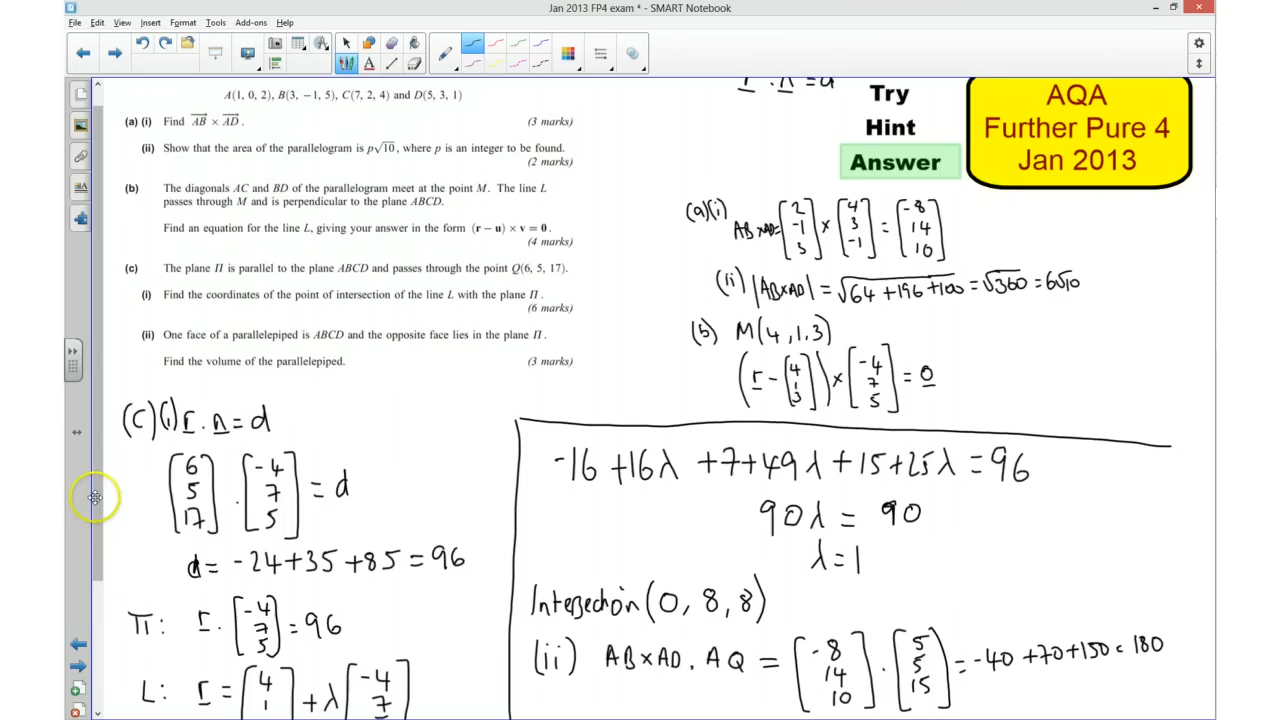 Jan 2013 FP4 exam * - SMART Notebook
File Edit View Insert Format Tools Add-ons Help
r . n = d
Try
Hint
Answer
AQA
Further Pure 4
Jan 2013
A(1, 0, 2), B(3, −1, 5), C(7, 2, 4) and D(5, 3, 1)
(a) (i) Find AB × AD . (3 marks)
(ii) Show that the area of the parallelogram is p√10, where p is an integer to be found.
(2 marks)
(b) The diagonals AC and BD of the parallelogram meet at the point M. The line L
passes through M and is perpendicular to the plane ABCD.
Find an equation for the line L, giving your answer in the form (r − u) × v = 0 .
(4 marks)
(c) The plane Π is parallel to the plane ABCD and passes through the point Q(6, 5, 17).
(i) Find the coordinates of the point of intersection of the line L with the plane Π .
(6 marks)
(ii) One face of a parallelepiped is ABCD and the opposite face lies in the plane Π .
Find the volume of the parallelepiped. (3 marks)
(a)(i) AB×AD= [2 -1 3] × [4 3 -1] = [-8 14 10]
(ii) |AB×AD| = √64+196+100 = √360 = 6√10
(b) M(4,1,3)
(r - [4 1 3]) × [-4 7 5] = 0
(c)(i) r . n = d
[6 5 17] . [-4 7 5] = d
d = -24+35+85 = 96
Π: r . [-4 7 5] = 96
L: r = [4 1 + λ [-4 7
-16+16λ +7+49λ+15+25λ=96
90λ = 90
λ=1
Intersection (0, 8, 8)
(ii) AB×AD . AQ = [-8 14 10] . [5 5 15] = -40+70+150=180